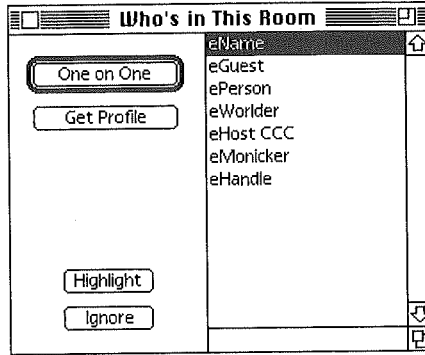 Who's in This Room
One on One
Get Profile
Highlight
Ignore
eName
eGuest
ePerson
eWorlder
eHost CCC
eMonicker
eHandle